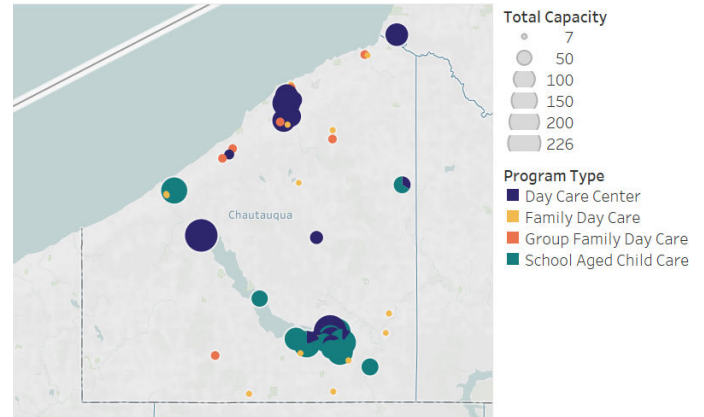 Total Capacity
7
50
100
150
200
226
Program Type
Day Care Center
Family Day Care
Group Family Day Care
School Aged Child Care
Chautauqua